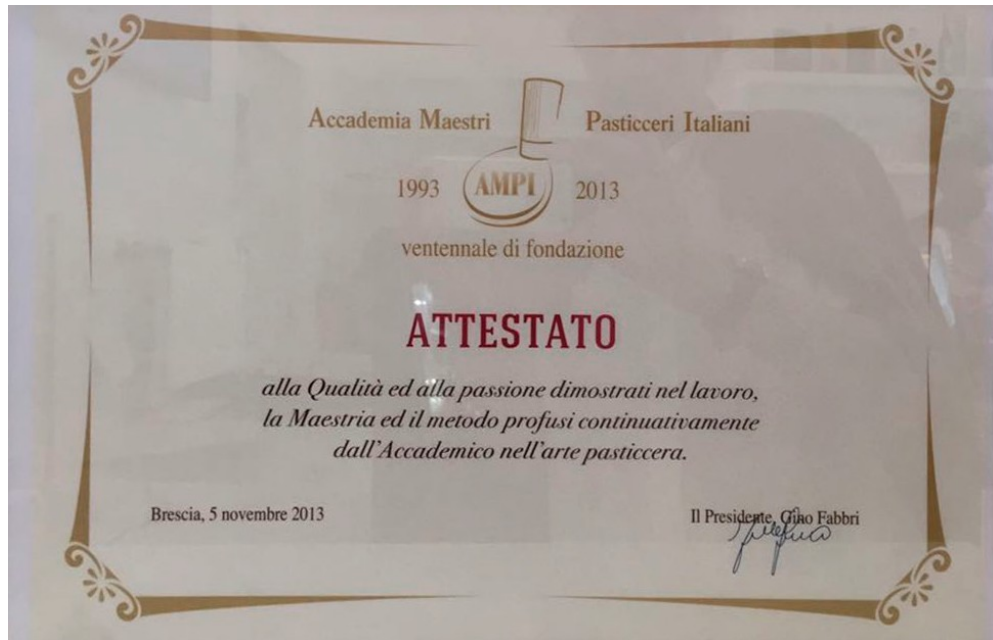 Accademia Maestri Pasticceri Italiani
1993 AMPI 2013
ventennale di fondazione
ATTESTATO
alla Qualità ed alla passione dimostrati nel lavoro,
la Maestria ed il metodo profusi continuativamente
dall'Accademico nell'arte pasticcera.
Brescia, 5 novembre 2013
Il Presidente, Gino Fabbri